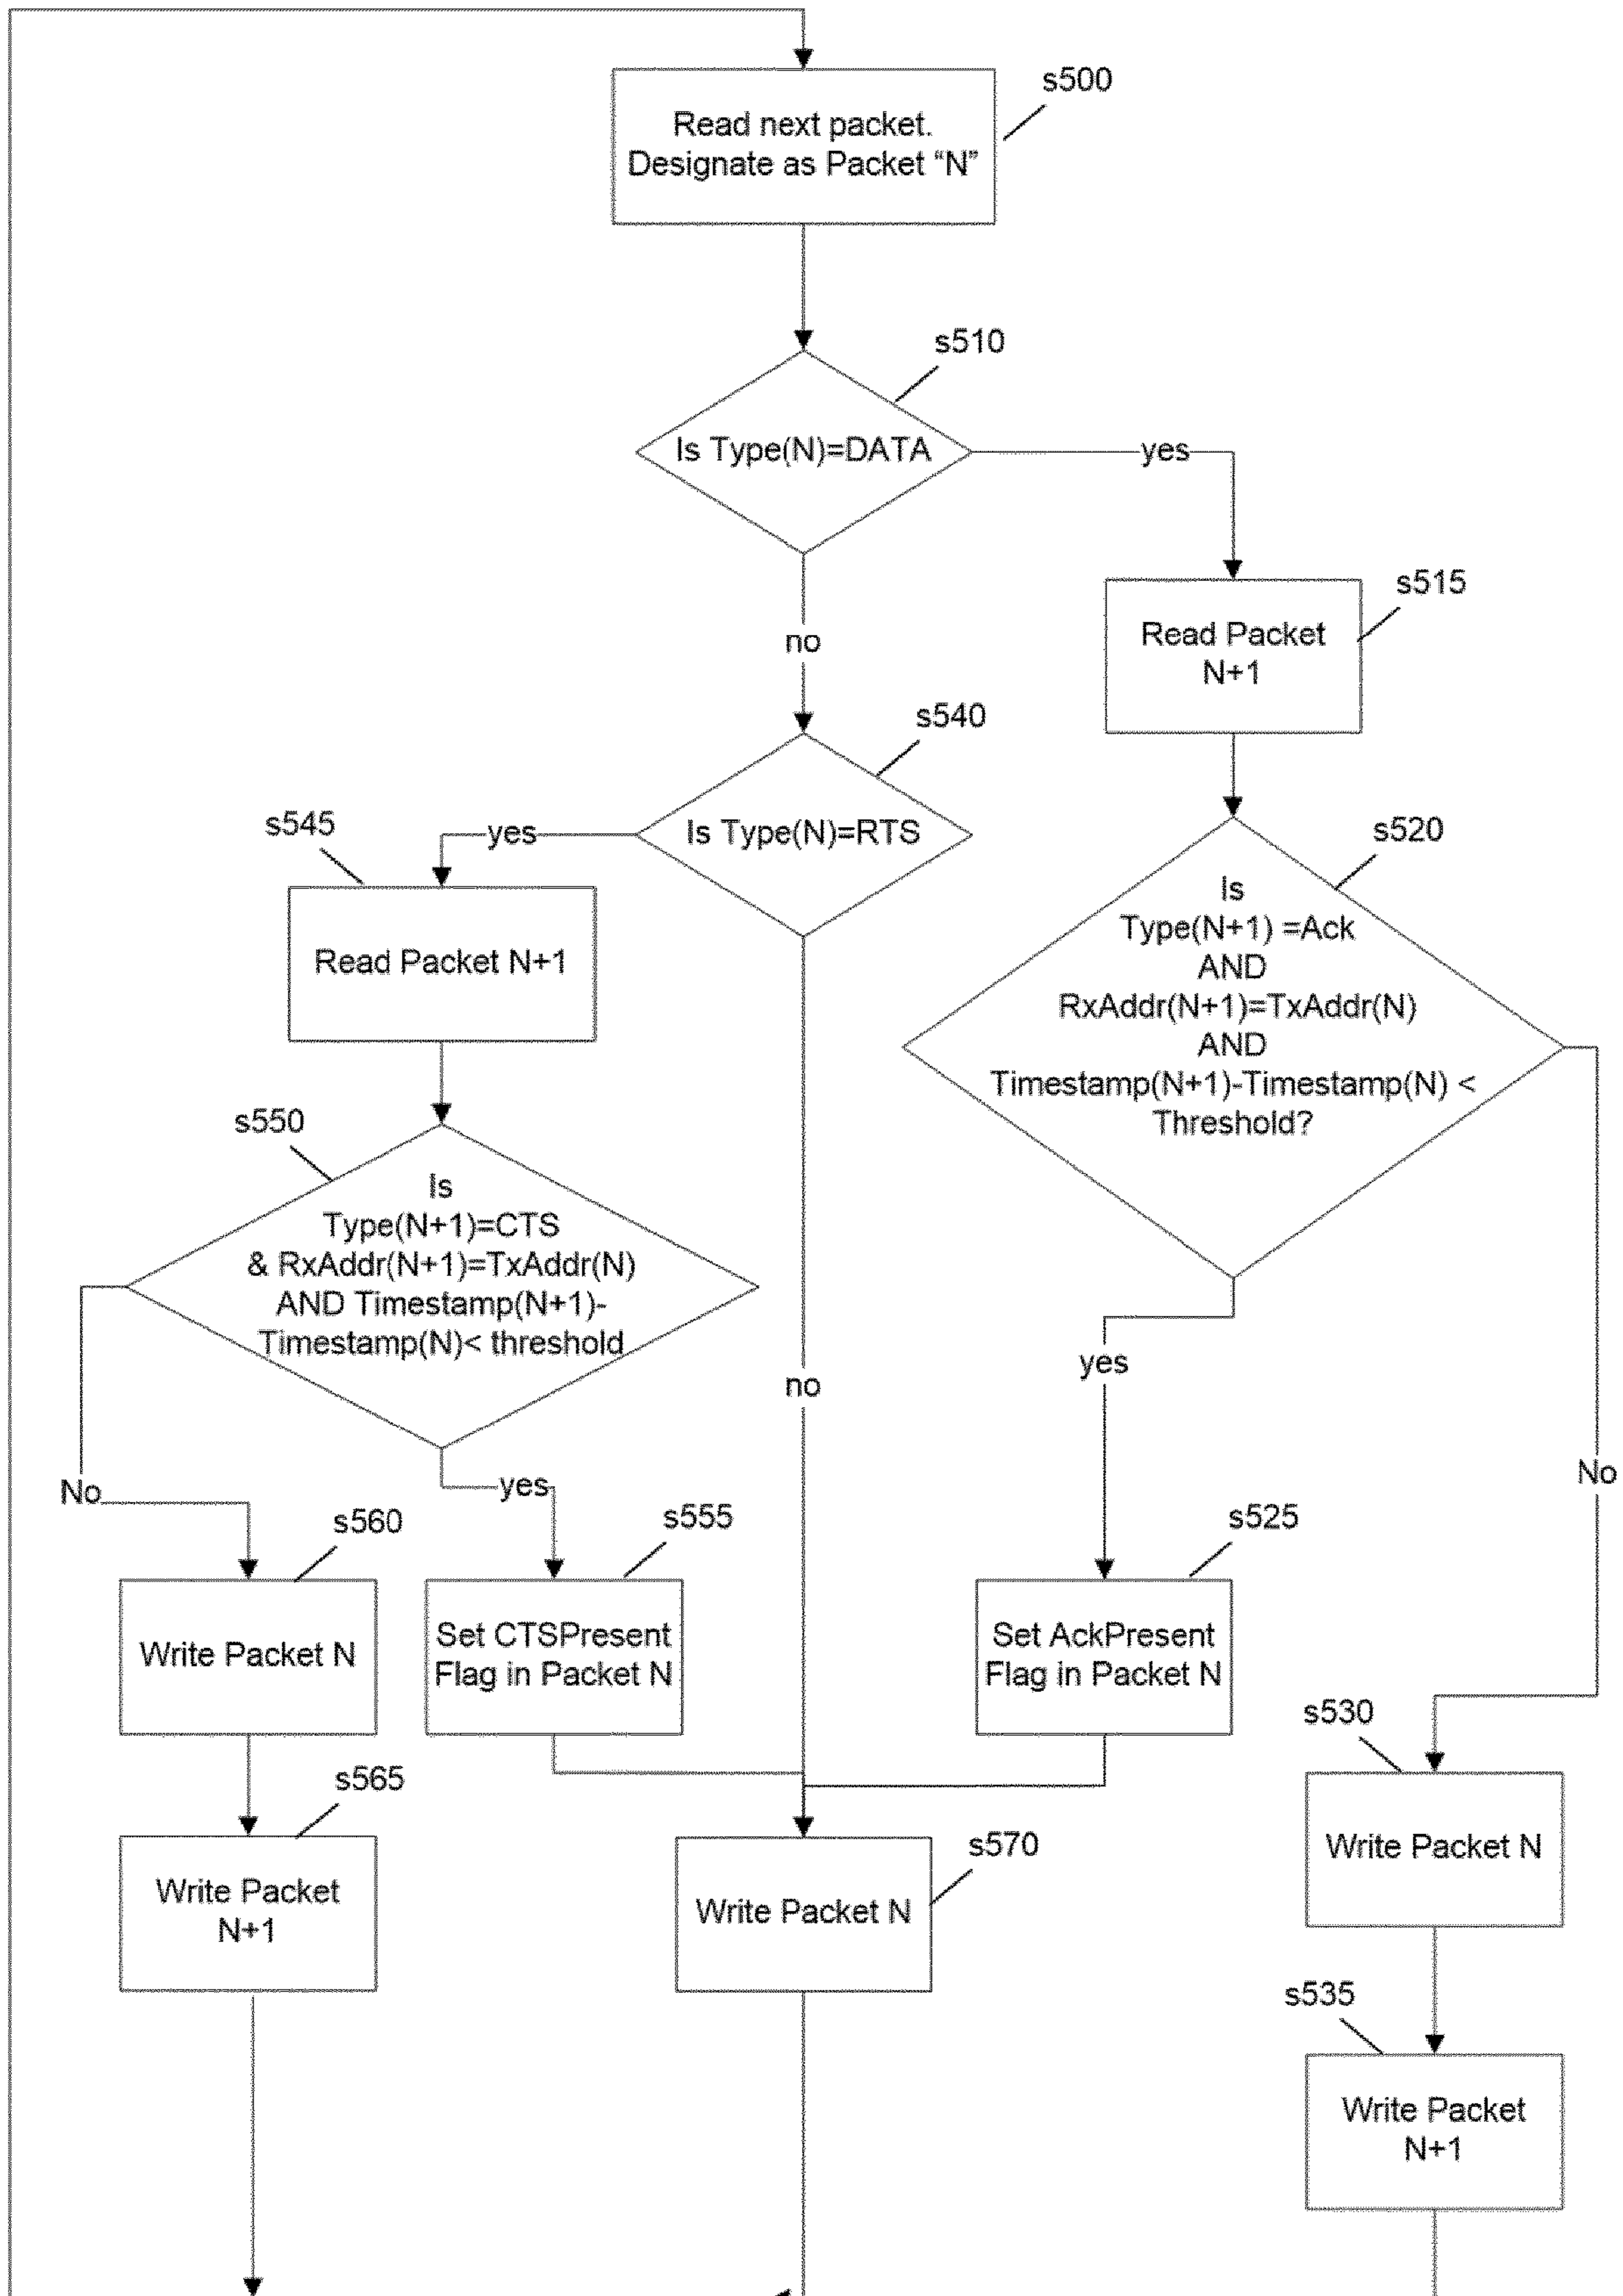 s500
Read next packet.
Designate as Packet “N”
s510
Is Type(N)=DATA
yes
no
s515
Read Packet
N+1
s540
Is Type(N)=RTS
yes
s545
Read Packet N+1
s520
Is
Type(N+1) =Ack
AND
RxAddr(N+1)=TxAddr(N)
AND
Timestamp(N+1)-Timestamp(N) <
Threshold?
s550
Is
Type(N+1)=CTS
& RxAddr(N+1)=TxAddr(N)
AND Timestamp(N+1)-
Timestamp(N)< threshold
no
yes
No
No
yes
s560
Write Packet N
s555
Set CTSPresent
Flag in Packet N
s525
Set AckPresent
Flag in Packet N
s530
Write Packet N
s565
Write Packet
N+1
s570
Write Packet N
s535
Write Packet
N+1